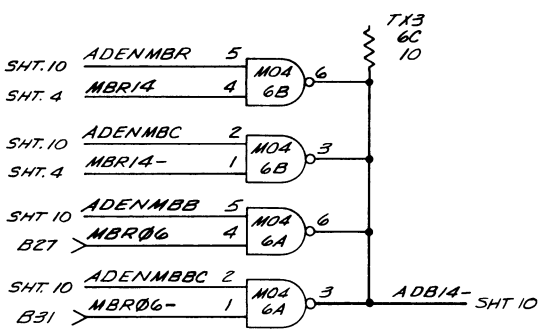 TX3
6C
10
SHT. 10 ADENMBR 5
SHT. 4 MBR14 4
M04
6B
6
SHT. 10 ADENMBC 2
SHT. 4 MBR14- 1
M04
6B
3
SHT 10 ADENMBB 5
B27 MBRØ6 4
M04
6A
6
SHT. 10 ADENMBBC 2
B31 MBRØ6- 1
M04
6A
3
ADB14- SHT 10